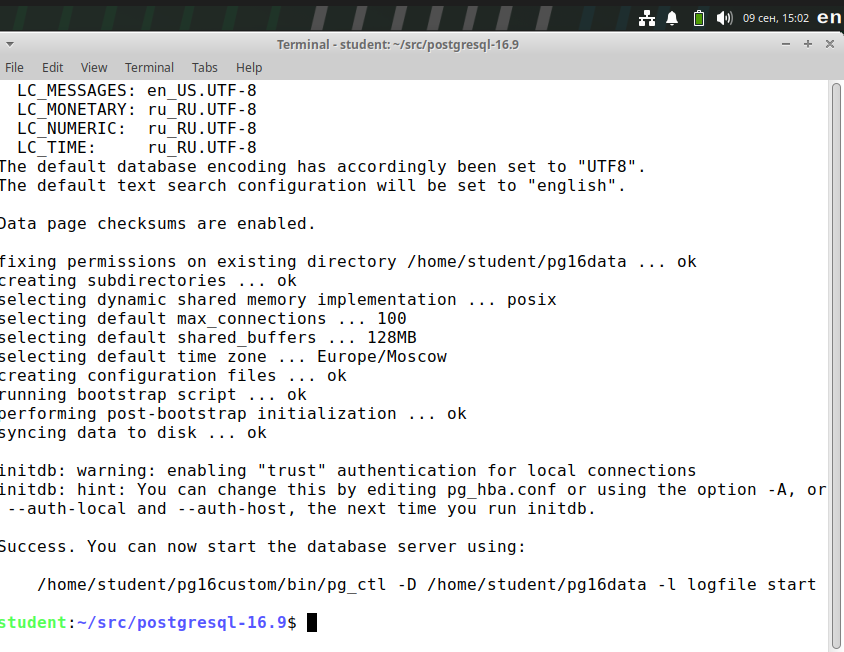 09 сен, 15:02 en
Terminal - student: ~/src/postgresql-16.9
File Edit View Terminal Tabs Help
LC_MESSAGES: en_US.UTF-8
LC_MONETARY: ru_RU.UTF-8
LC_NUMERIC: ru_RU.UTF-8
LC_TIME: ru_RU.UTF-8
The default database encoding has accordingly been set to "UTF8".
The default text search configuration will be set to "english".
Data page checksums are enabled.
fixing permissions on existing directory /home/student/pg16data ... ok
creating subdirectories ... ok
selecting dynamic shared memory implementation ... posix
selecting default max_connections ... 100
selecting default shared_buffers ... 128MB
selecting default time zone ... Europe/Moscow
creating configuration files ... ok
running bootstrap script ... ok
performing post-bootstrap initialization ... ok
syncing data to disk ... ok
initdb: warning: enabling "trust" authentication for local connections
initdb: hint: You can change this by editing pg_hba.conf or using the option -A, or
--auth-local and --auth-host, the next time you run initdb.
Success. You can now start the database server using:
/home/student/pg16custom/bin/pg_ctl -D /home/student/pg16data -l logfile start
student:~/src/postgresql-16.9$